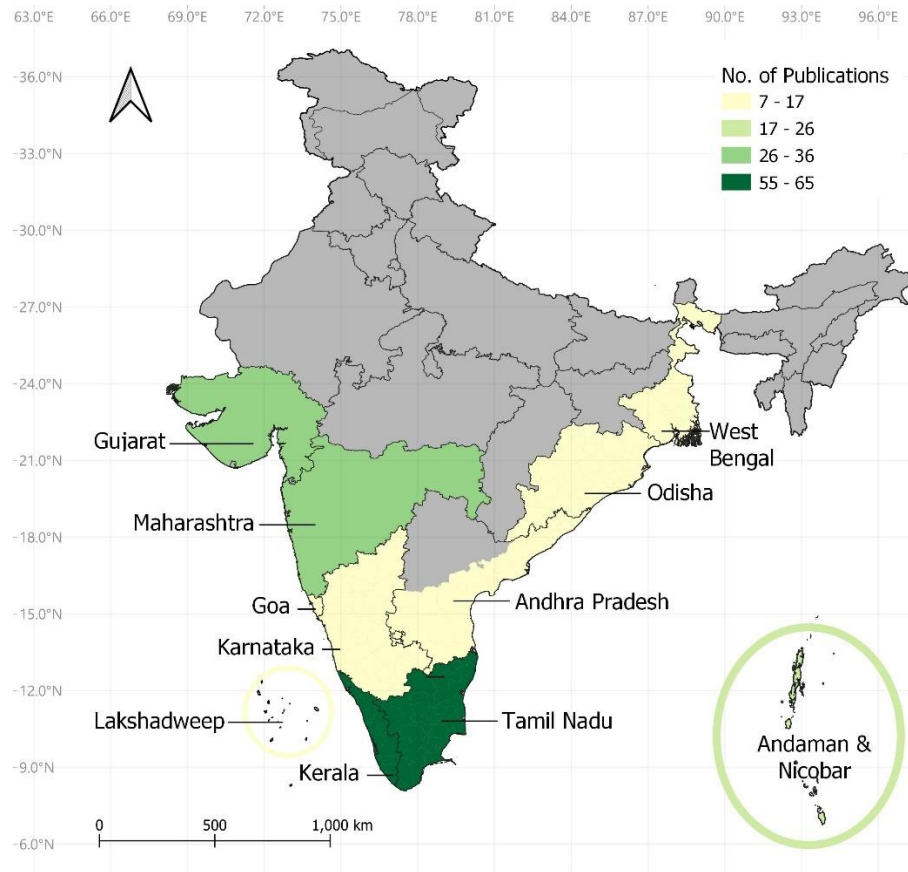 63.0°E 66.0°E 69.0°E 72.0°E 75.0°E 78.0°E 81.0°E 84.0°E 87.0°E 90.0°E 93.0°E 96.0°E
36.0°N
No. of Publications
7 - 17
17 - 26
26 - 36
55 - 65
33.0°N
30.0°N
27.0°N
24.0°N
Gujarat
West
Bengal
21.0°N
Odisha
Maharashtra
18.0°N
Goa
Andhra Pradesh
15.0°N
Karnataka
12.0°N
Lakshadweep
Tamil Nadu
Andaman &
Nicobar
Kerala
9.0°N
0 500 1,000 km
6.0°N